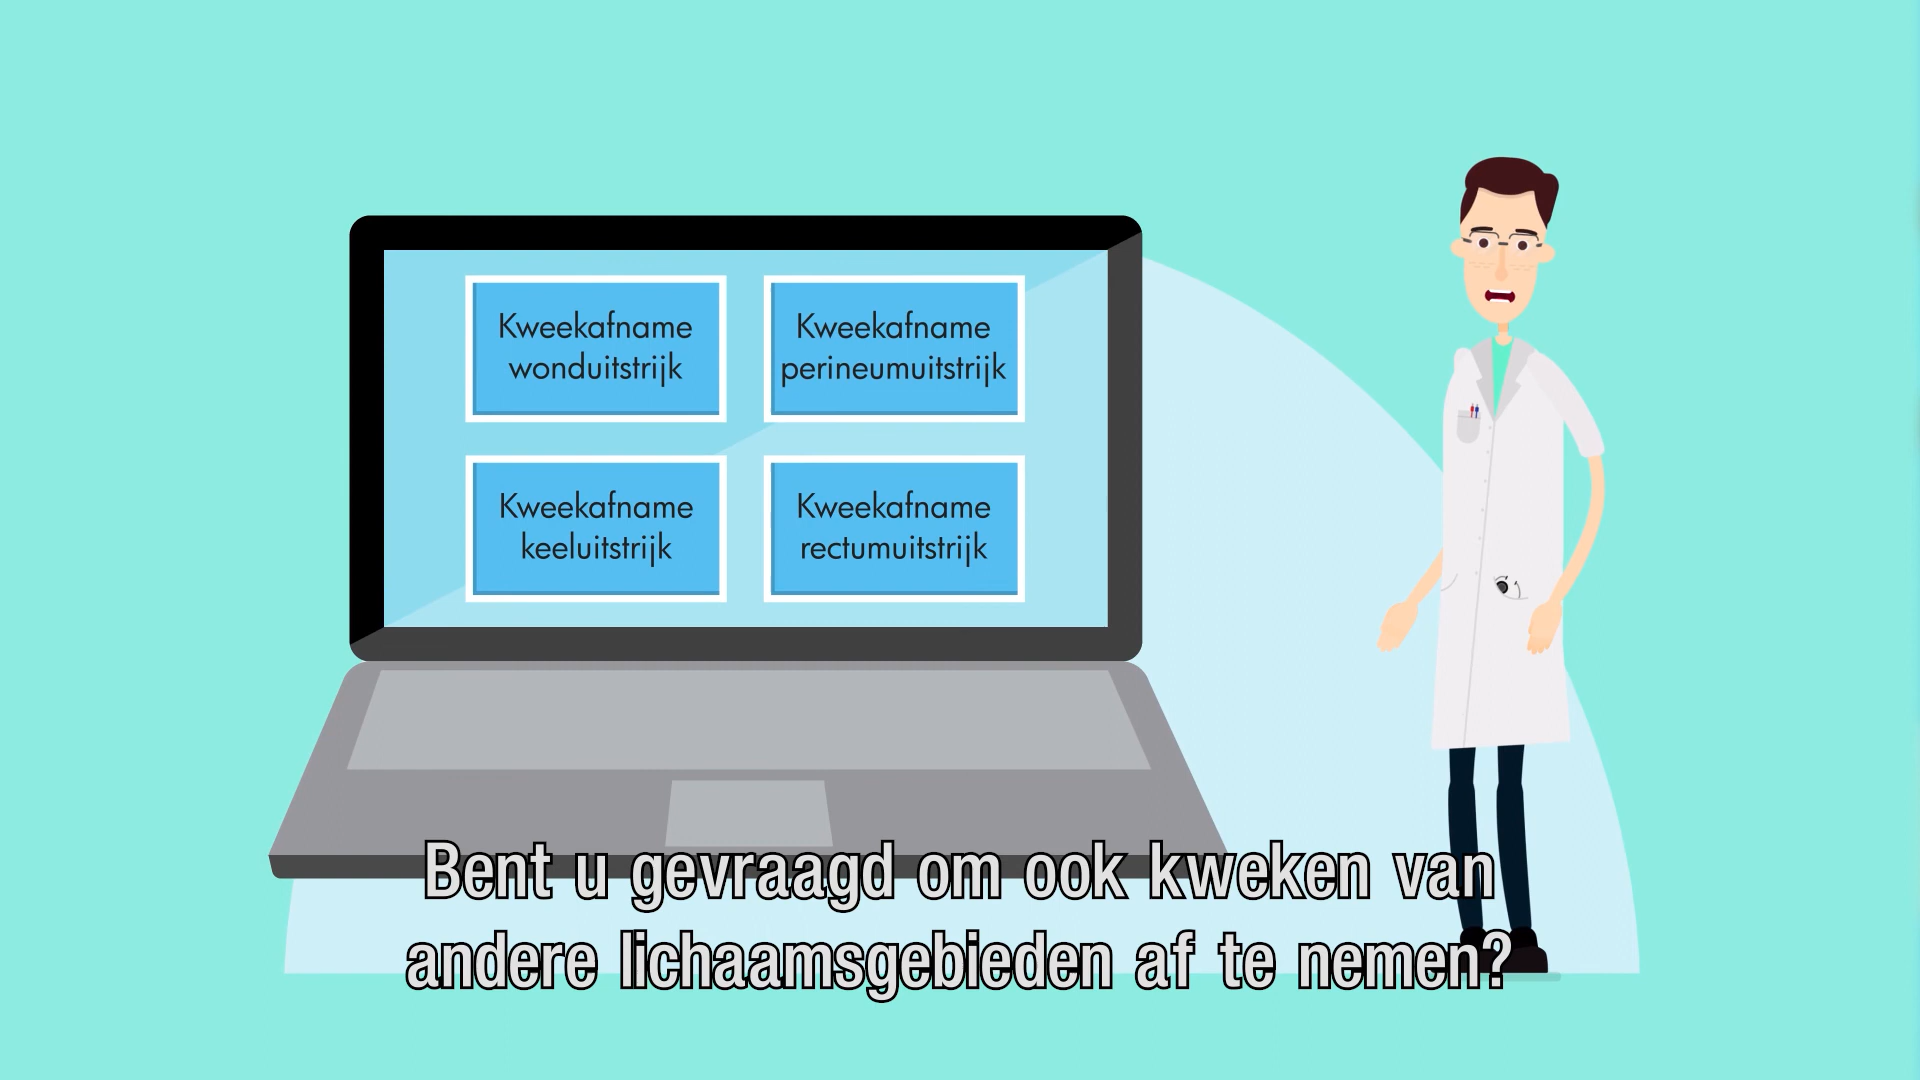 Kweekafname
wonduitstrijk
Kweekafname
perineumuitstrijk
Kweekafname
keeluitstrijk
Kweekafname
rectumuitstrijk
Bent u gevraagd om ook kweken van
andere lichaamsgebieden af te nemen?